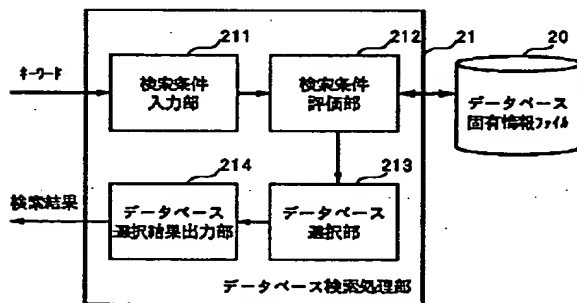 211
212
21
20
キーワード
検索条件
入力部
検索条件
評価部
データベース
固有情報ファイル
214
213
検索結果
データベース
選択結果出力部
データベース
選択部
データベース検索処理部